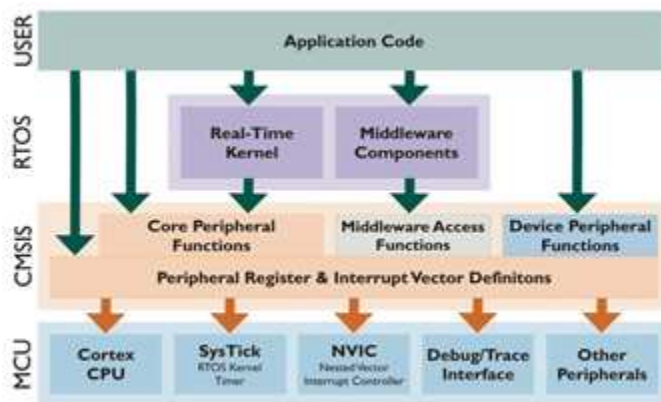 USER
Application Code
RTOS
Real-Time
Kernel
Middleware
Components
CMSIS
Core Peripheral
Functions
Middleware Access
Functions
Device Peripheral
Functions
Peripheral Register & Interrupt Vector Definitons
MCU
Cortex
CPU
SysTick
RTOS Kernel
Timer
NVIC
Nested Vector
Interrupt Controller
Debug/Trace
Interface
Other
Peripherals